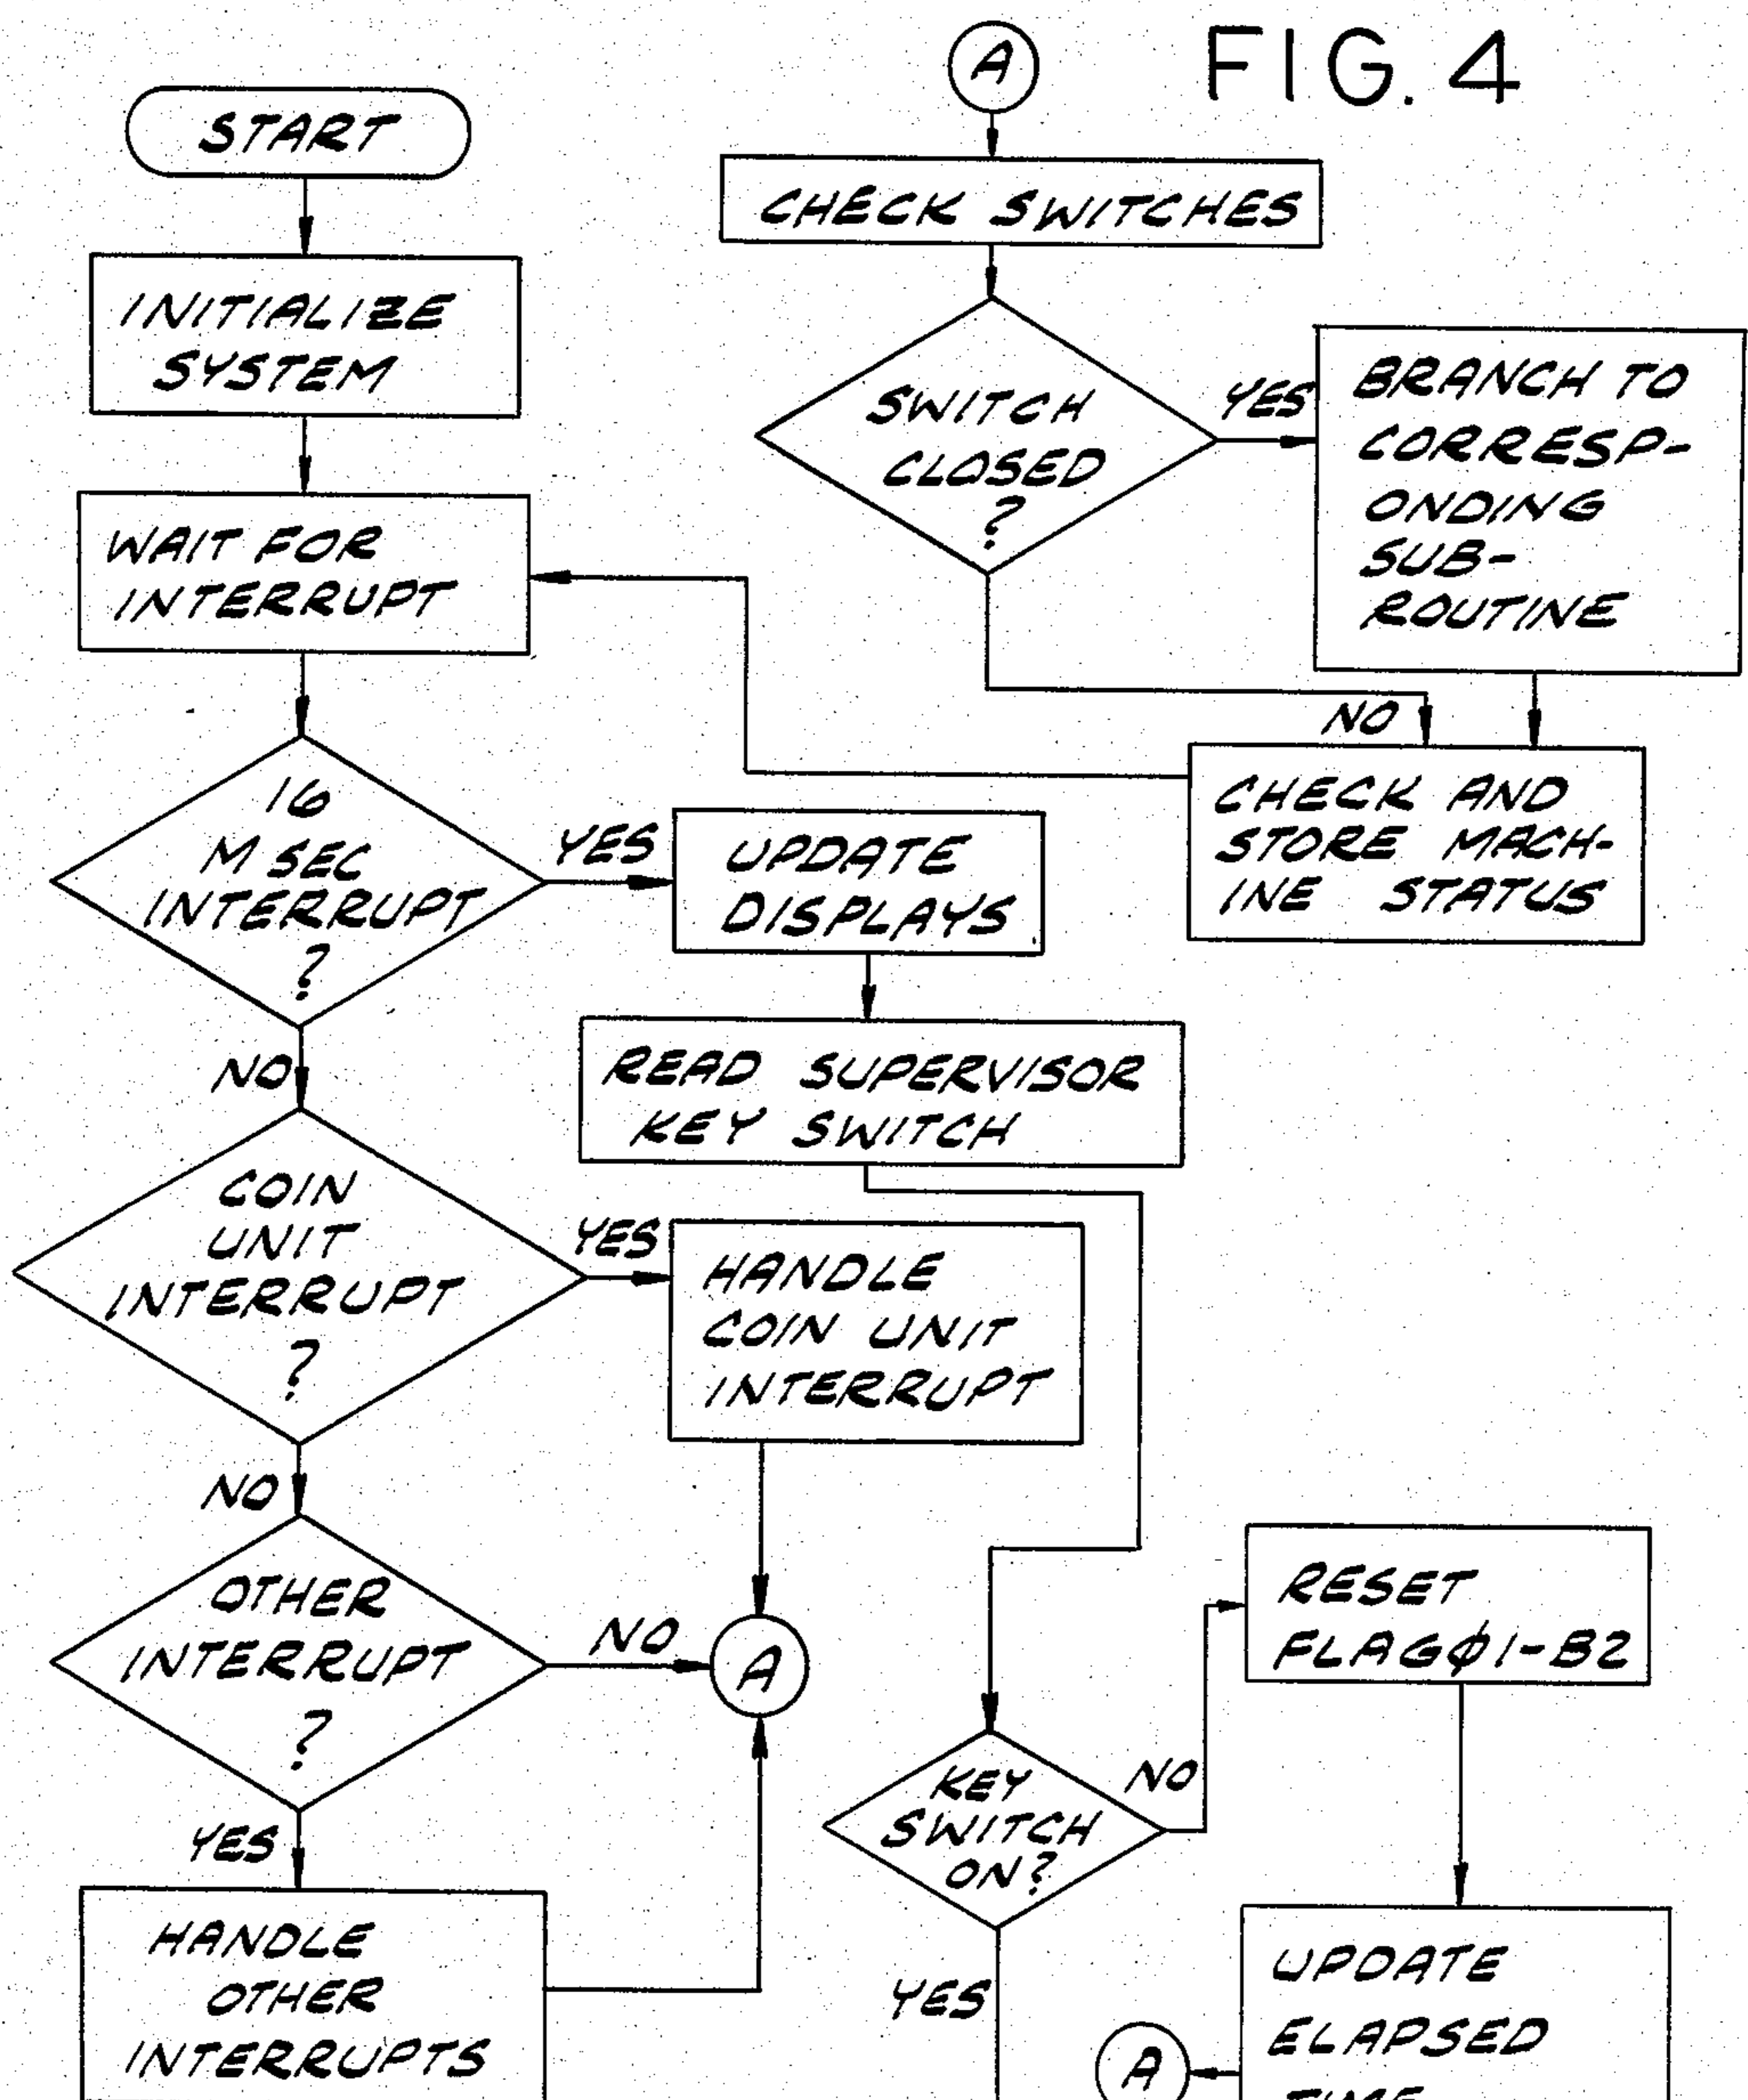 FIG. 4
START
INITIALIZE
SYSTEM
WAIT FOR
INTERRUPT
16
M SEC
INTERRUPT
?
YES
NO
UPDATE
DISPLAYS
READ SUPERVISOR
KEY SWITCH
COIN
UNIT
INTERRUPT
?
YES
NO
HANDLE
COIN UNIT
INTERRUPT
OTHER
INTERRUPT
?
NO
A
YES
HANDLE
OTHER
INTERRUPTS
A
CHECK SWITCHES
SWITCH
CLOSED
?
YES
BRANCH TO
CORRESP-
ONDING
SUB-
ROUTINE
NO
CHECK AND
STORE MACH-
INE STATUS
KEY
SWITCH
ON?
NO
YES
RESET
FLAGØ1-B2
UPDATE
ELAPSED
TIME
A